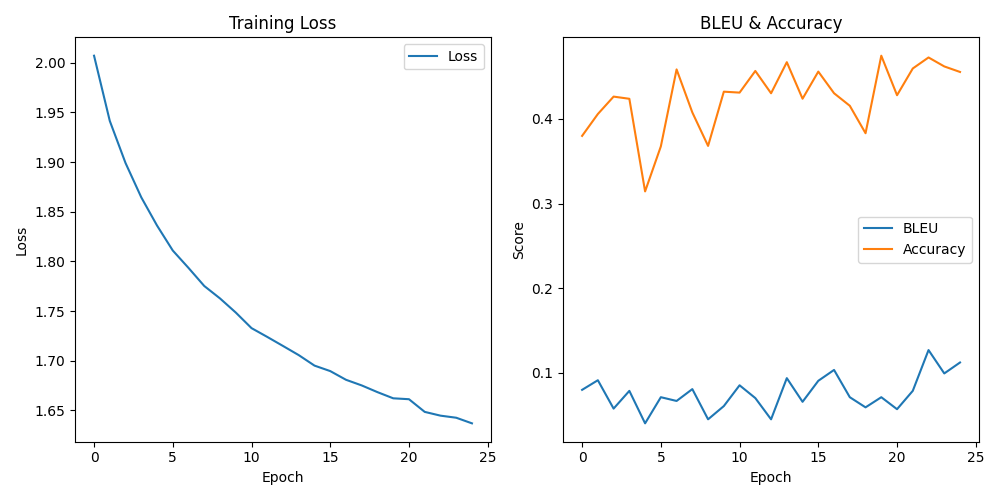 Training Loss
Loss
2.00
1.95
1.90
1.85
1.80
1.75
1.70
1.65
Loss
0 5 10 15 20 25
Epoch
BLEU & Accuracy
0.4
0.3
0.2
0.1
Score
BLEU
Accuracy
0 5 10 15 20 25
Epoch